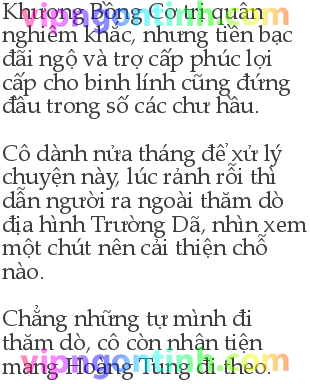 Khương Bồng Cơ trị quân
nghiêm khắc, nhưng tiền bạc
đãi ngộ và trợ cấp phúc lợi
cấp cho binh lính cũng đứng
đầu trong số các chư hầu.
Cô dành nửa tháng để xử lý
chuyện này, lúc rảnh rỗi thì
dẫn người ra ngoài thăm dò
địa hình Trường Dã, nhìn xem
một chút nên cải thiện chỗ
nào.
Chẳng những tự mình đi
thăm dò, cô còn nhân tiện
mang Hoàng Tung đi theo.
vipngontinh.com
vipngontinh.com